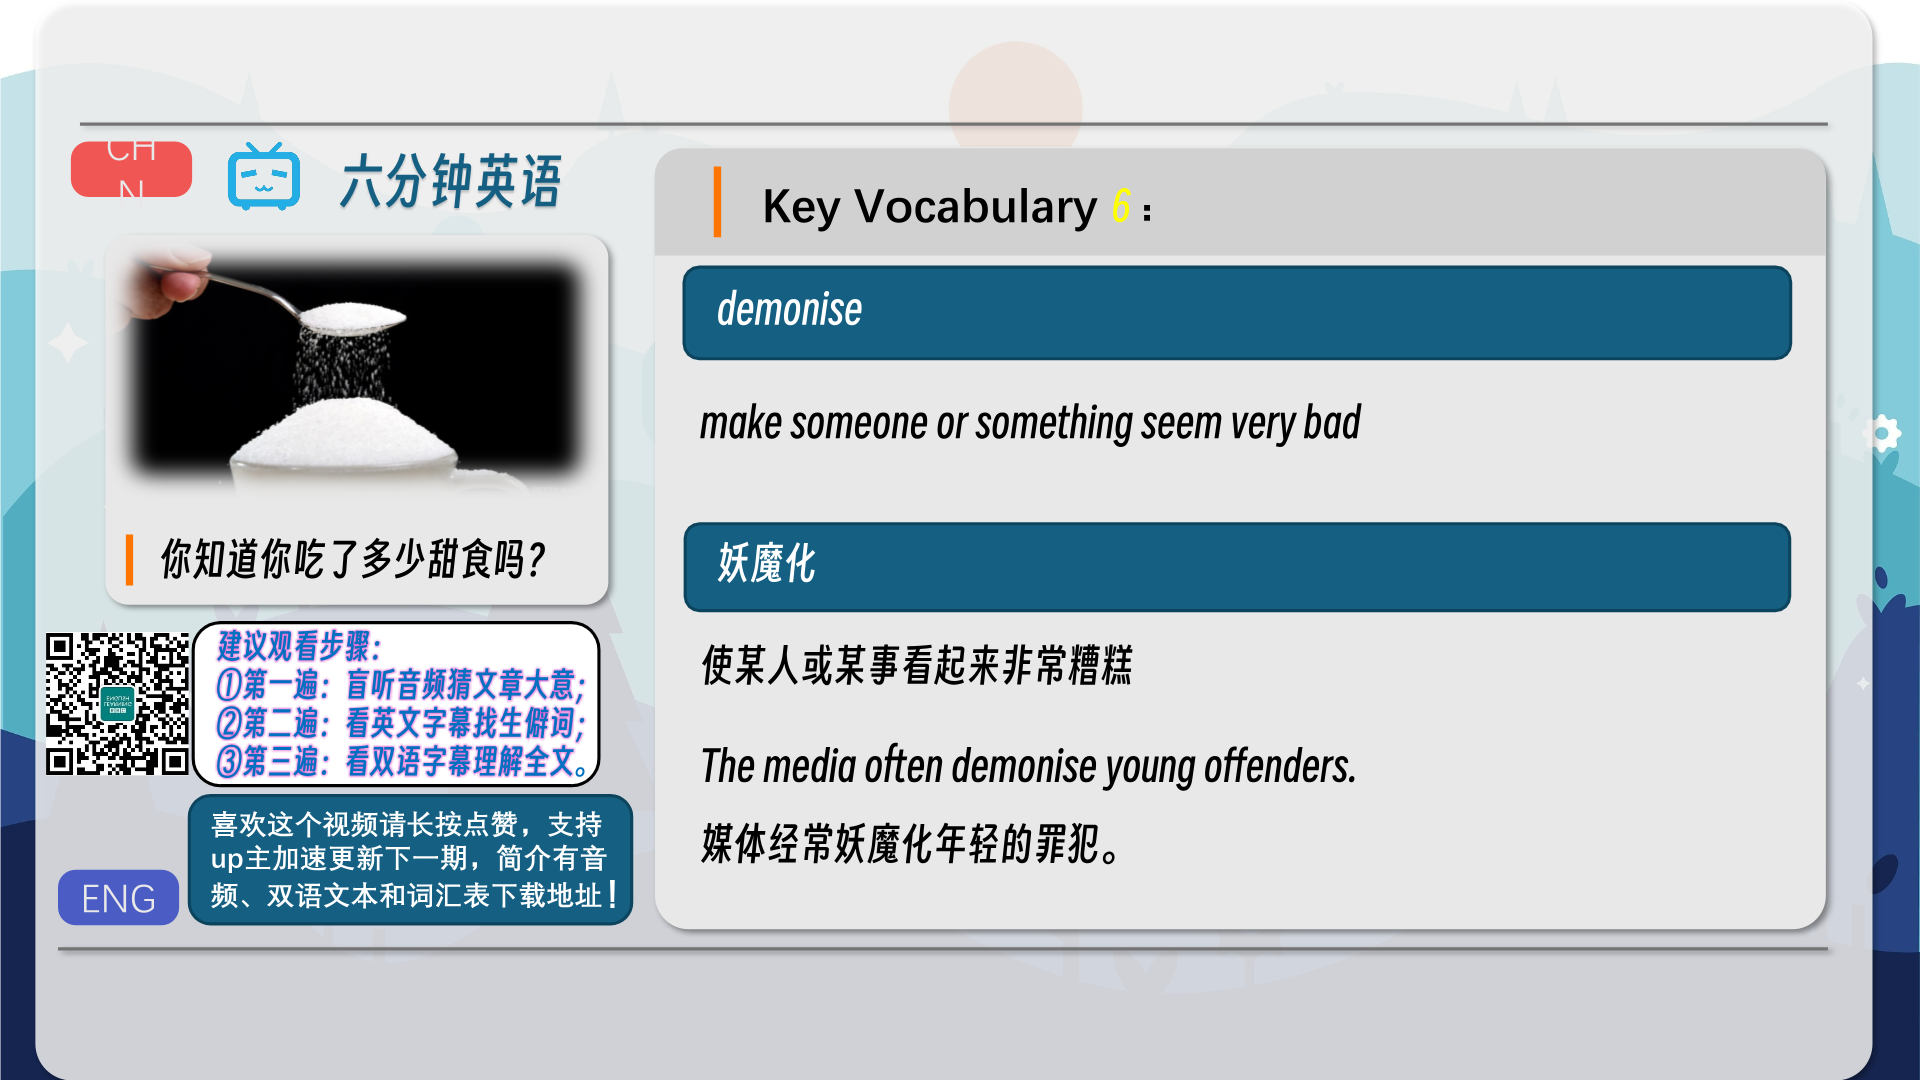 CH
N
六分钟英语
你知道你吃了多少甜食吗?
建议观看步骤：
①第一遍：盲听音频猜文章大意;
②第二遍：看英文字幕找生僻词;
③第三遍：看双语字幕理解全文。
喜欢这个视频请长按点赞，支持
up主加速更新下一期，简介有音
频、双语文本和词汇表下载地址！
ENG
Key Vocabulary 6：
demonise
make someone or something seem very bad
妖魔化
使某人或某事看起来非常糟糕
The media often demonise young offenders.
媒体经常妖魔化年轻的罪犯。